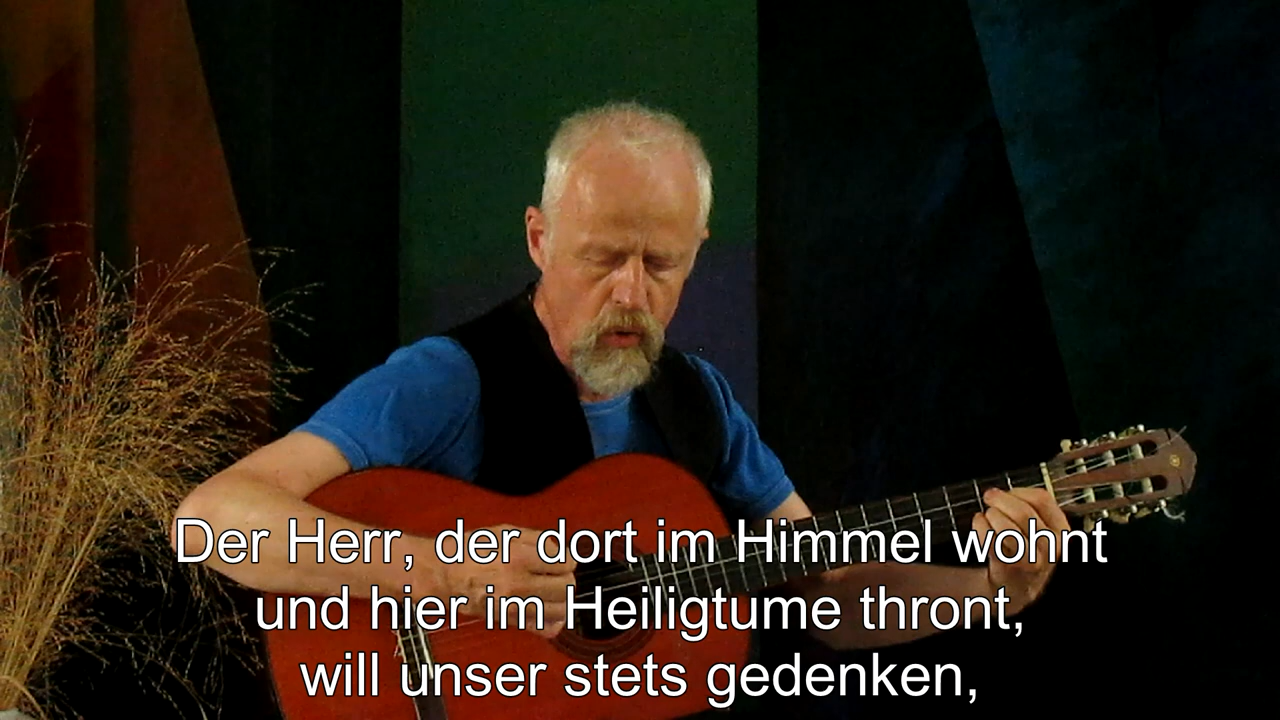 Der Herr, der dort im Himmel wohnt
und hier im Heiligtume thront,
will unser stets gedenken,